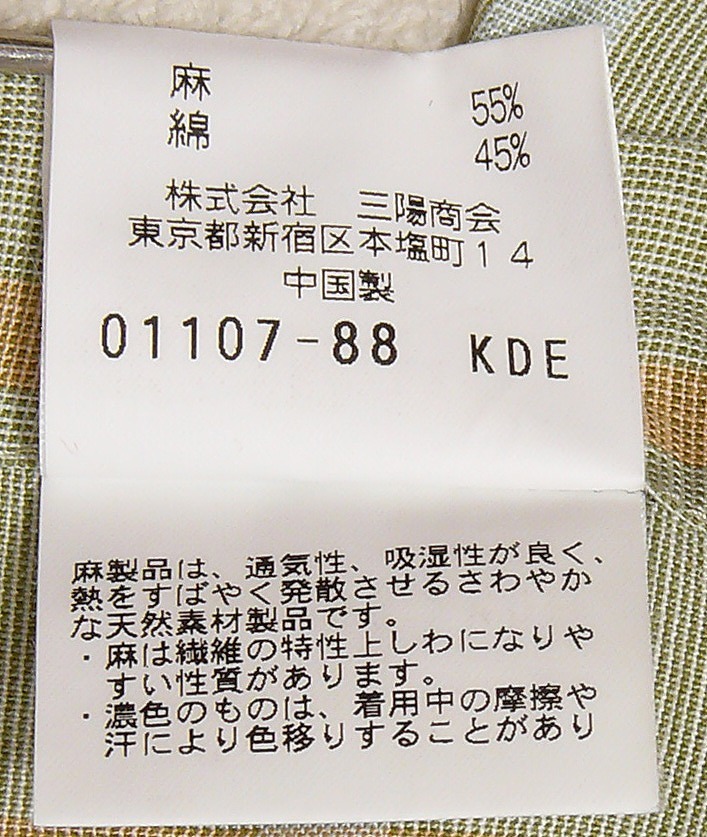 麻 55%
綿 45%
株式会社 三陽商会
東京都新宿区本塩町14
中国製
01107-88 KDE
麻製品は、通気性、吸湿性が良く、
熱をすばやく発散させるさわやか
な天然素材製品です。
・麻は繊維の特性上しわになりや
すい性質があります。
・濃色のものは、着用中の摩擦や
汗により色移りすることがあり